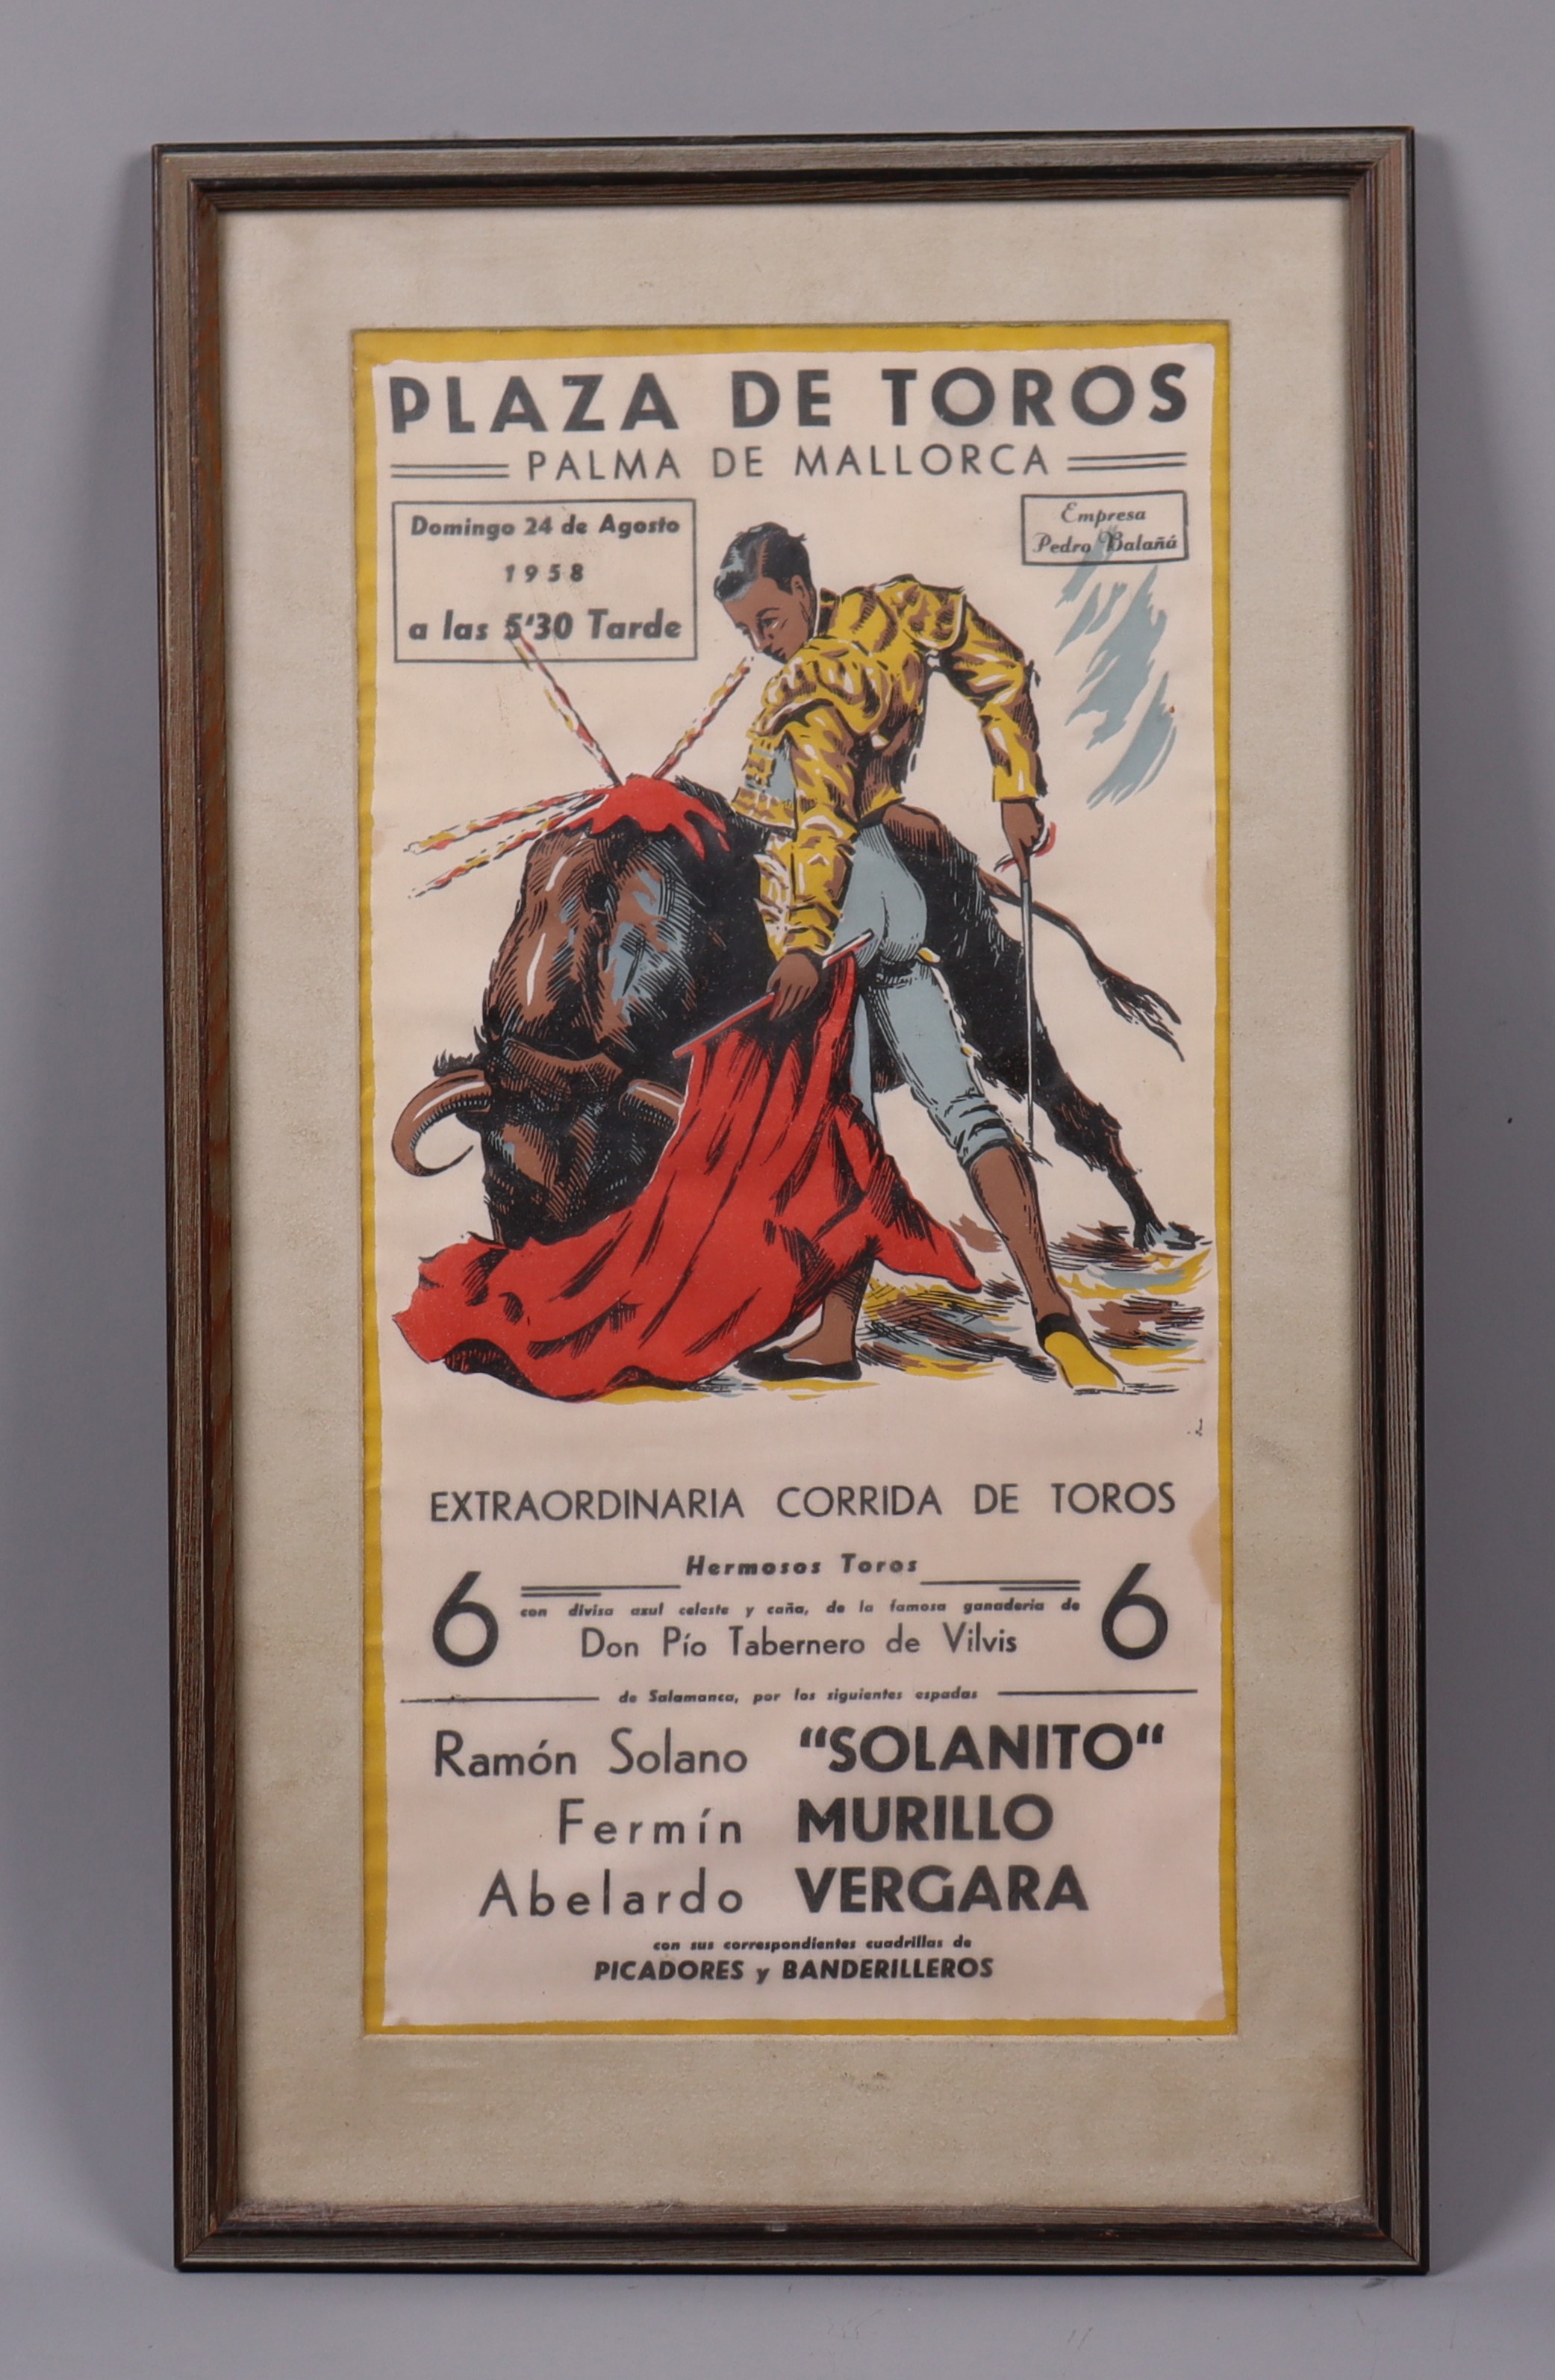 PLAZA DE TOROS
PALMA DE MALLORCA
Domingo 24 de Agosto
1958
a las 5'30 Tarde
Empresa
Pedro Balañá
EXTRAORDINARIA CORRIDA DE TOROS
6 Hermosos Toros 6
con divisa azul celeste y caña, de la famosa ganaderia de
Don Pío Tabernero de Vilvis
de Salamanca, por los siguientes espadas
Ramón Solano "SOLANITO"
Fermín MURILLO
Abelardo VERGARA
con sus correspondientes cuadrillas de
PICADORES y BANDERILLEROS